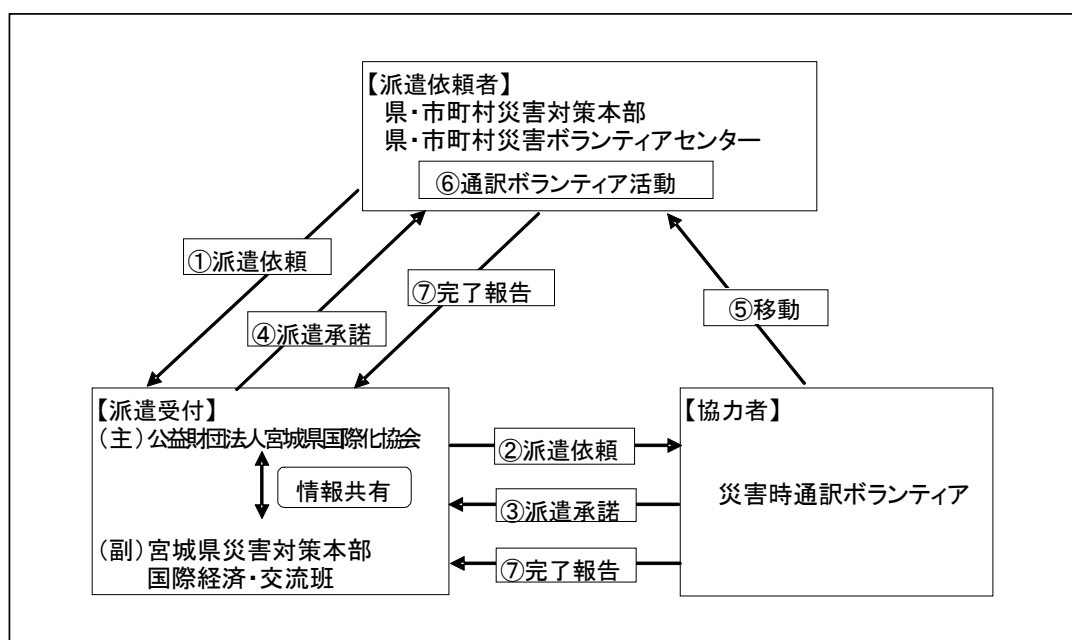 【派遣依頼者】
県・市町村災害対策本部
県・市町村災害ボランティアセンター
⑥通訳ボランティア活動
①派遣依頼
④派遣承諾
⑦完了報告
⑤移動
【派遣受付】
(主)公益財団法人宮城県国際化協会
情報共有
(副)宮城県災害対策本部
国際経済・交流班
②派遣依頼
③派遣承諾
⑦完了報告
【協力者】
災害時通訳ボランティア